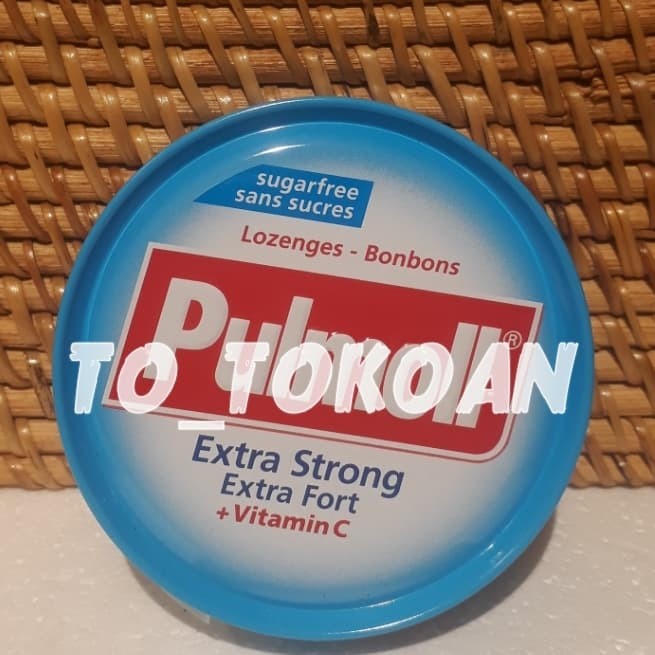 sugarfree
sans sucres
Lozenges - Bonbons
Pulmoll®
TO_TOKOAN
Extra Strong
Extra Fort
+Vitamin C